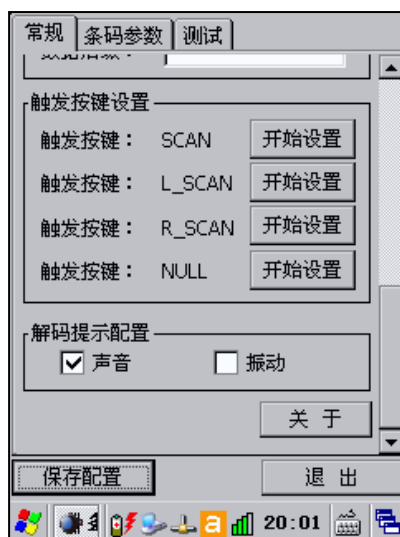 常规 条码参数 测试
触发按键设置
触发按键： SCAN 开始设置
触发按键： L_SCAN 开始设置
触发按键： R_SCAN 开始设置
触发按键： NULL 开始设置
解码提示配置
声音 振动
关 于
保存配置 退 出
a 20:01